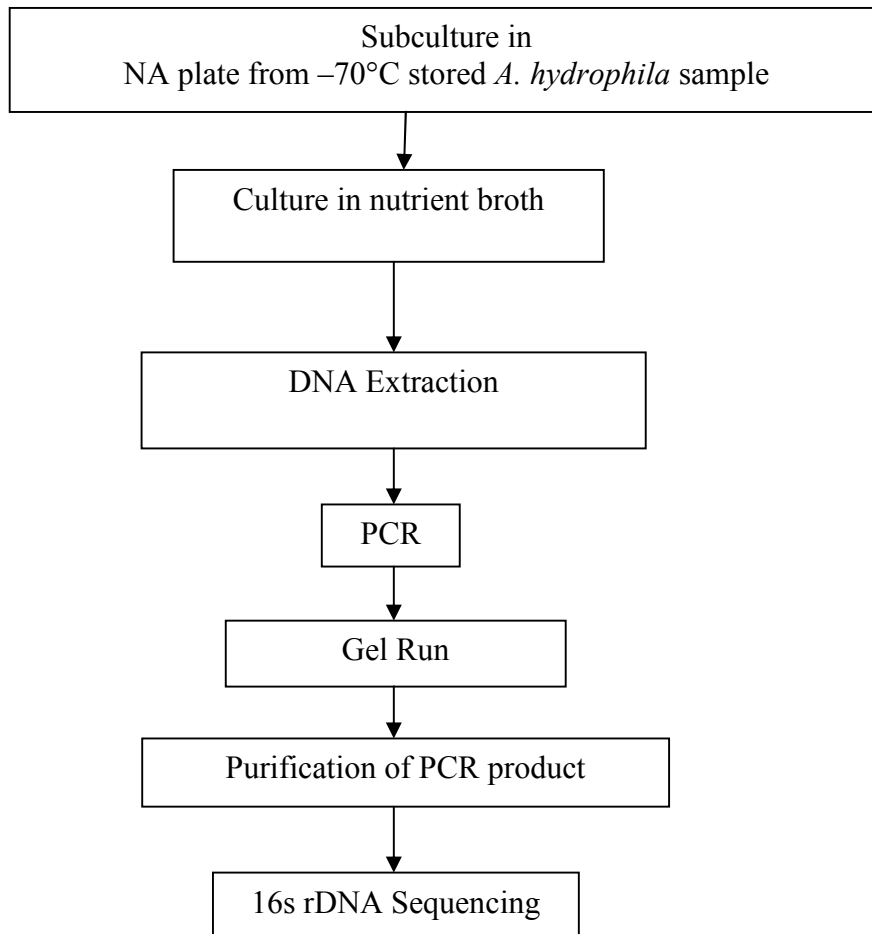 Subculture in
NA plate from –70°C stored A. hydrophila sample
Culture in nutrient broth
DNA Extraction
PCR
Gel Run
Purification of PCR product
16s rDNA Sequencing